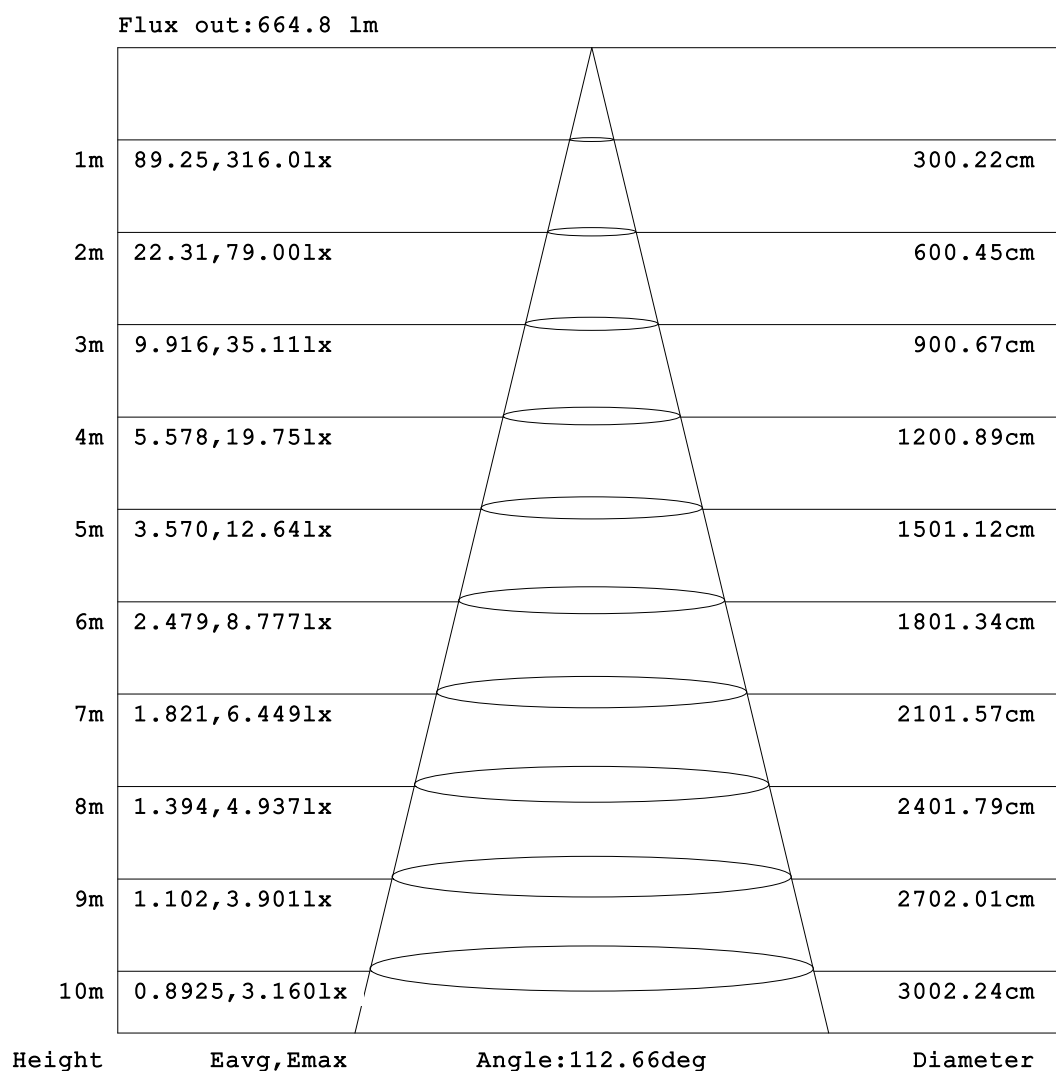 Flux out:664.8 lm
1m 89.25,316.0lx 300.22cm
2m 22.31,79.00lx 600.45cm
3m 9.916,35.11lx 900.67cm
4m 5.578,19.75lx 1200.89cm
5m 3.570,12.64lx 1501.12cm
6m 2.479,8.777lx 1801.34cm
7m 1.821,6.449lx 2101.57cm
8m 1.394,4.937lx 2401.79cm
9m 1.102,3.901lx 2702.01cm
10m 0.8925,3.160lx 3002.24cm
Height Eavg,Emax Angle:112.66deg Diameter